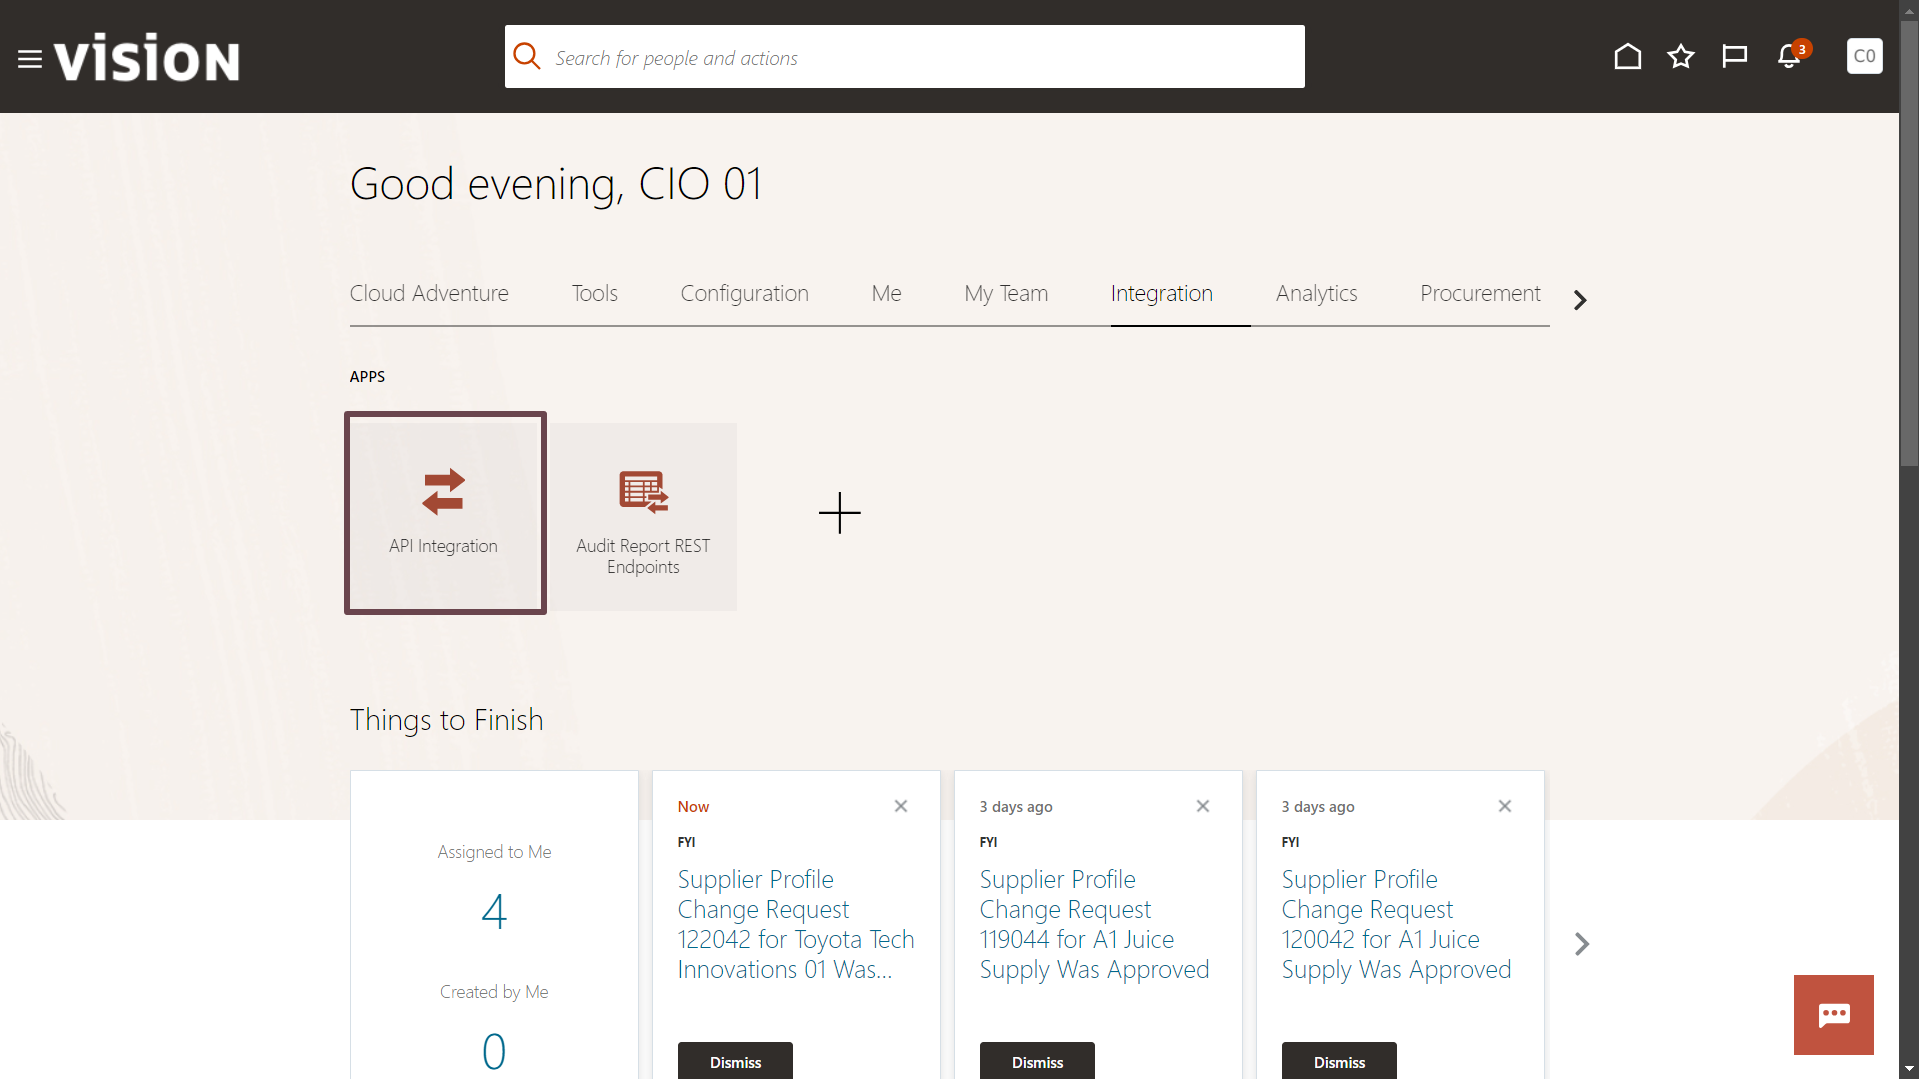 vision
Search for people and actions
3
C0
Good evening, CIO 01
Cloud Adventure
Tools
Configuration
Me
My Team
Integration
Analytics
Procurement
APPS
API Integration
Audit Report REST
Endpoints
Things to Finish
Assigned to Me
4
Created by Me
0
Now
FYI
Supplier Profile
Change Request
122042 for Toyota Tech
Innovations 01 Was...
Dismiss
3 days ago
FYI
Supplier Profile
Change Request
119044 for A1 Juice
Supply Was Approved
Dismiss
3 days ago
FYI
Supplier Profile
Change Request
120042 for A1 Juice
Supply Was Approved
Dismiss